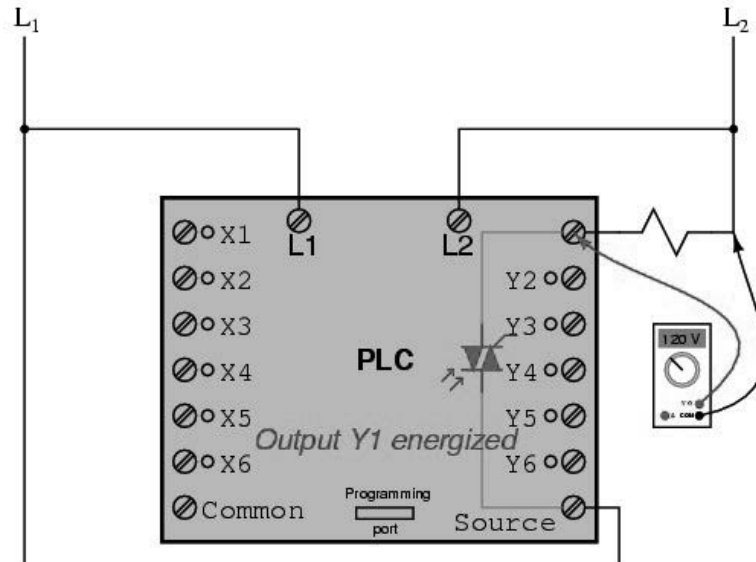 L1 L2
L1 L2
X1
X2 Y2
X3 Y3
120 V
PLC
X4 Y4
X5 Y5
COM
Output Y1 energized
X6 Y6
Programming
Common Source
port